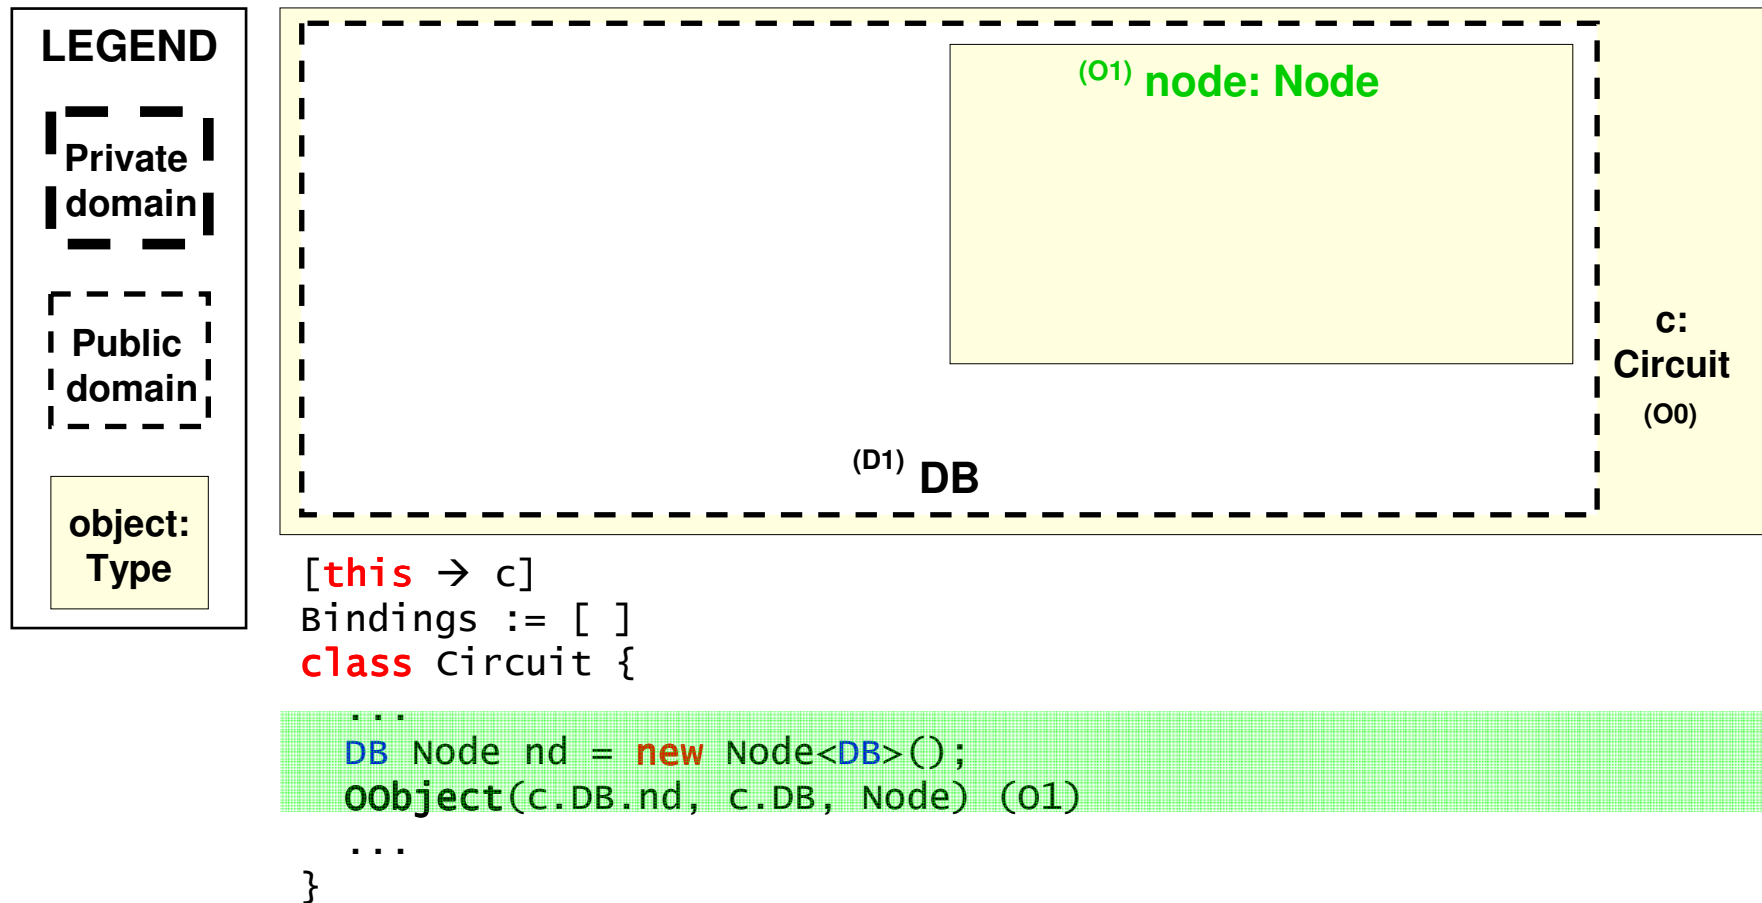 LEGEND
Private
domain
Public
domain
object:
Type
(O1) node: Node
c:
Circuit
(O0)
(D1) DB
[this → c]
Bindings := [ ]
class Circuit {
...
DB Node nd = new Node<DB>();
OObject(c.DB.nd, c.DB, Node) (O1)
...
}